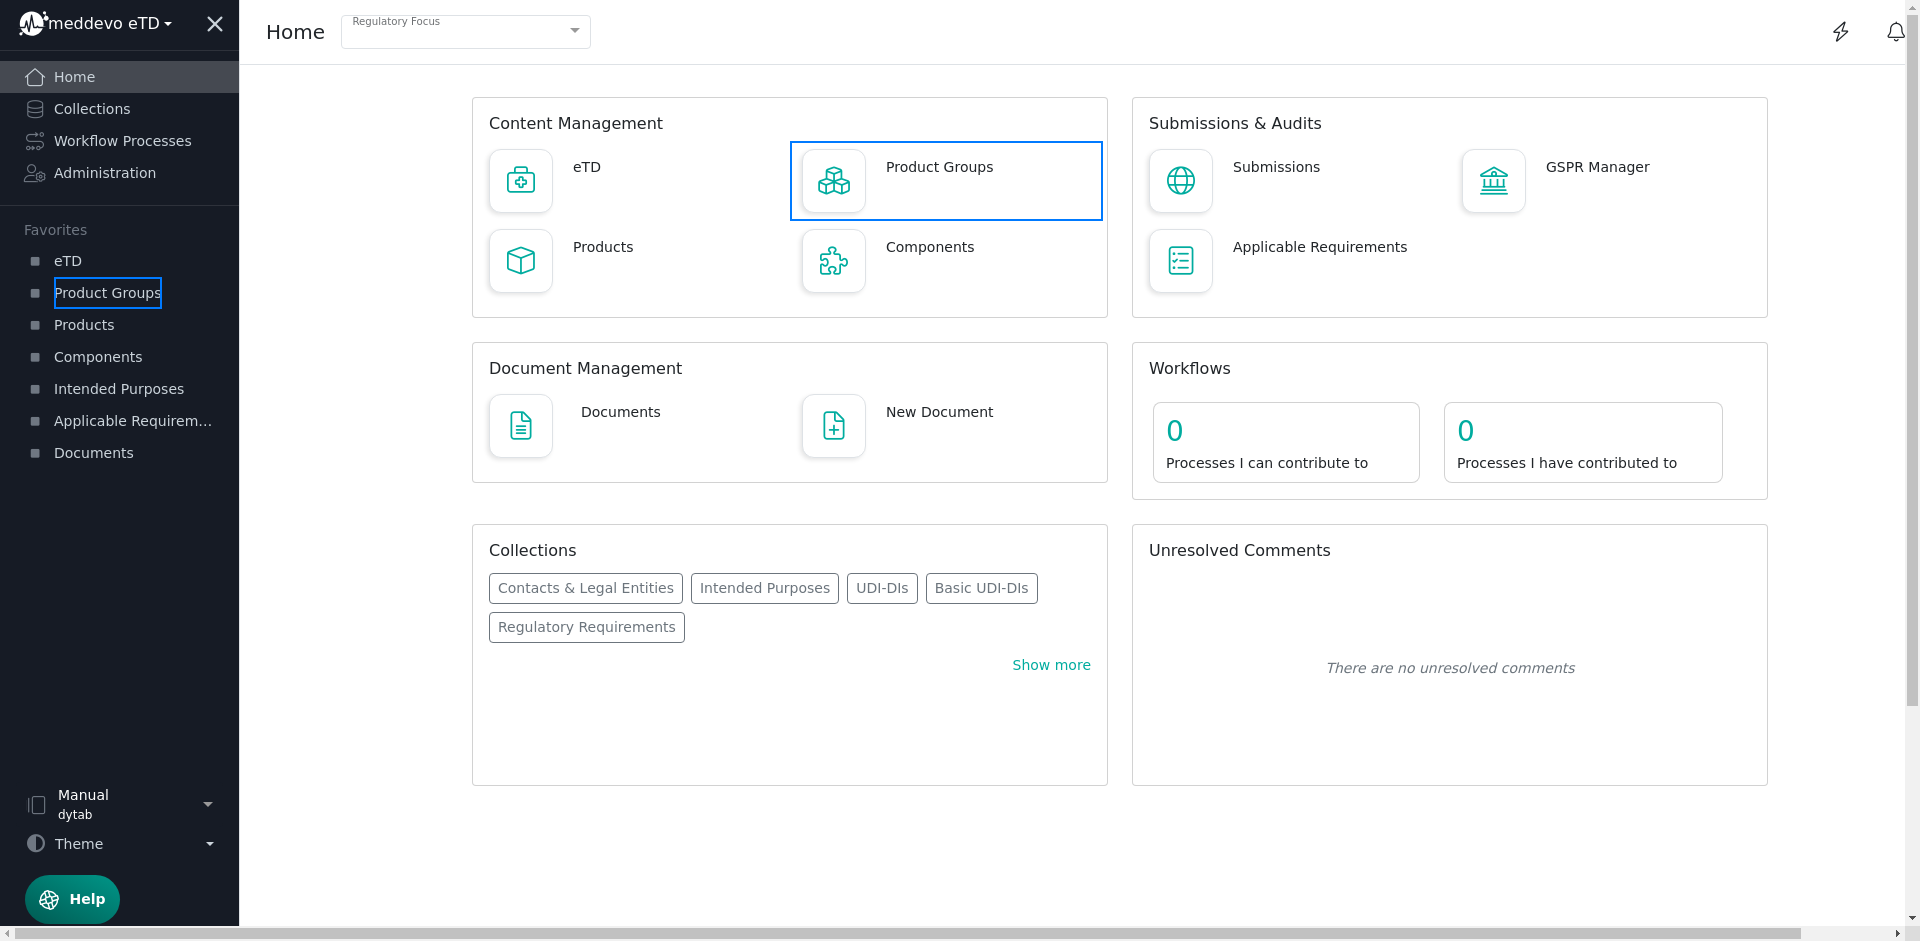 meddevo eTD
Home
Collections
Workflow Processes
Administration
Favorites
eTD
Product Groups
Products
Components
Intended Purposes
Applicable Requirem...
Documents
Manual
dytab
Theme
Help
Home
Regulatory Focus
Content Management
eTD
Product Groups
Products
Components
Submissions & Audits
Submissions
GSPR Manager
Applicable Requirements
Document Management
Documents
New Document
Workflows
0
Processes I can contribute to
0
Processes I have contributed to
Collections
Contacts & Legal Entities
Intended Purposes
UDI-DIs
Basic UDI-DIs
Regulatory Requirements
Show more
Unresolved Comments
There are no unresolved comments